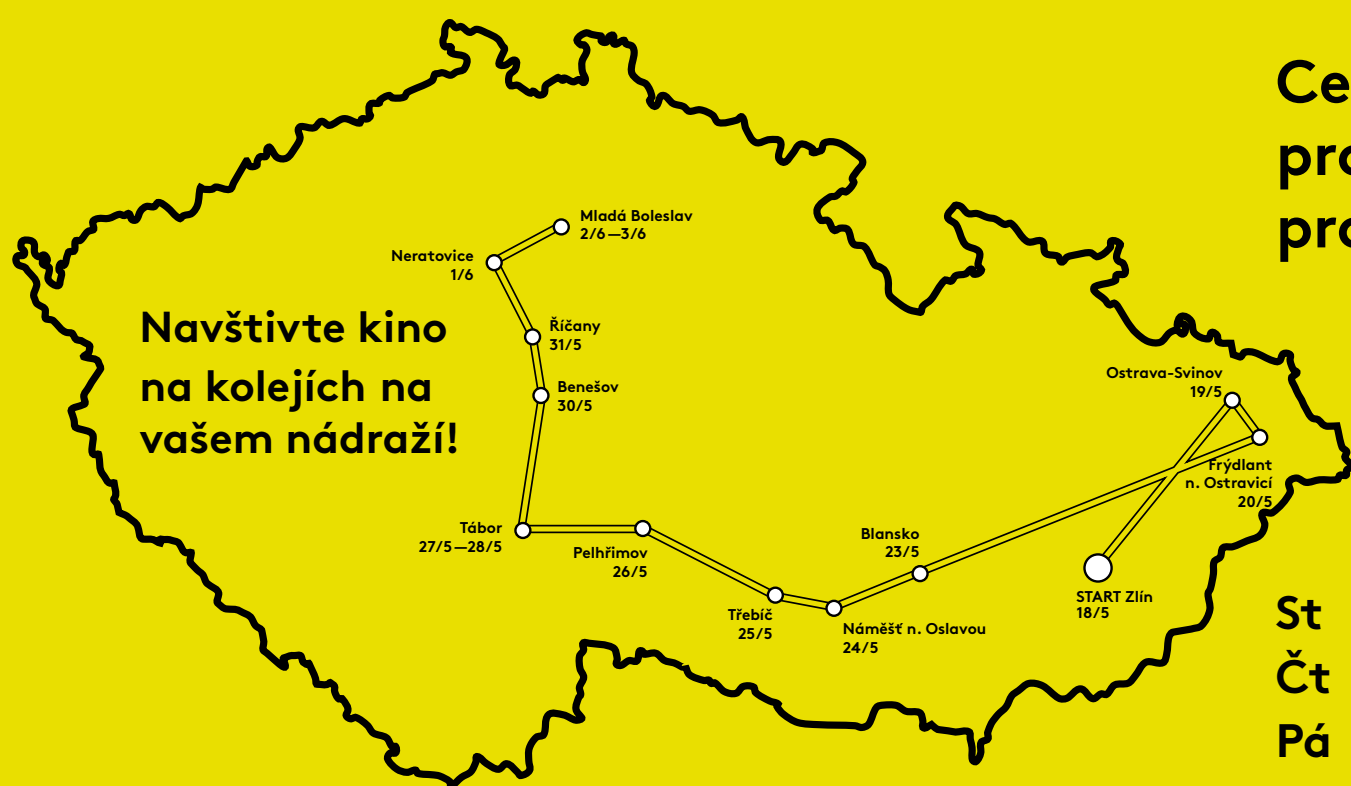 Mladá Boleslav
2/6—3/6
Neratovice
1/6
Říčany
31/5
Benešov
30/5
Navštivte kino
na kolejích na
vašem nádraží!
Tábor
27/5—28/5
Pelhřimov
26/5
Třebíč
25/5
Náměšť n. Oslavou
24/5
Blansko
23/5
Ostrava-Svinov
19/5
Frýdlant
n. Ostravicí
20/5
START Zlín
18/5
St
Čt
Pá